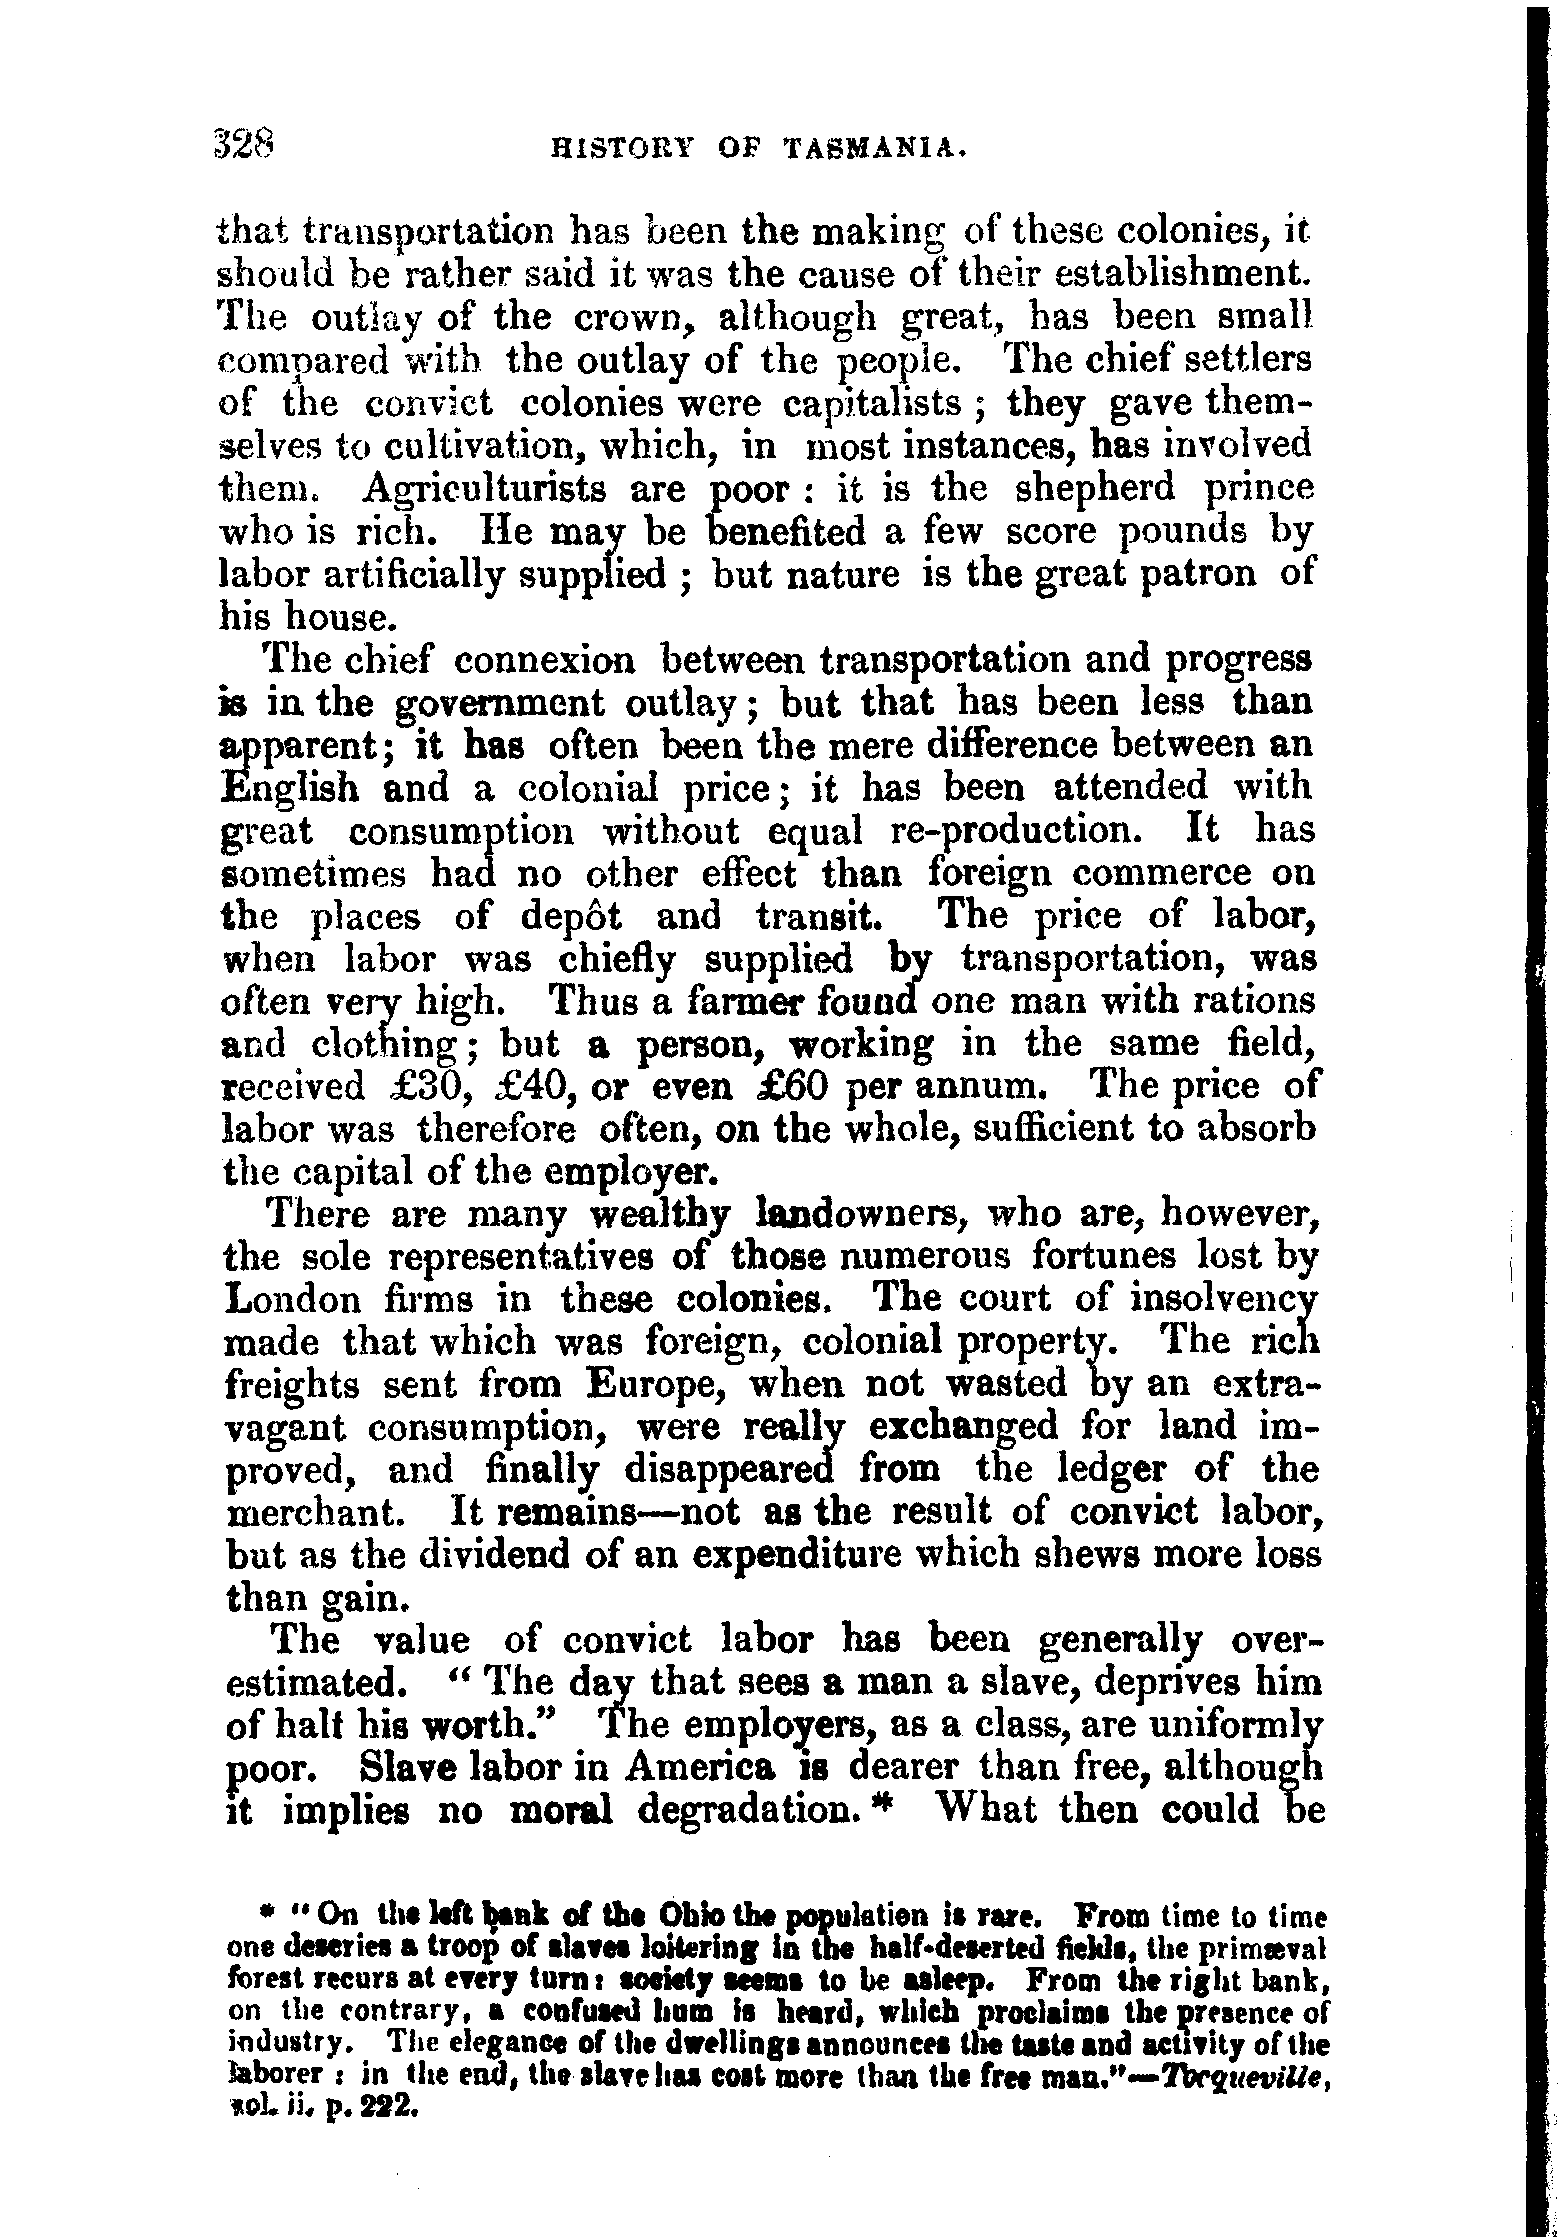 328 HISTORY OF TASMANIA.
that transportation has been the making of these colonies, it
should be rather said it was the cause of their establishment.
The outlay of the crown, although great, has been small
compared with the outlay of the people. The chief settlers
of the convict colonies were capitalists ; they gave them-
selves to cultivation, which, in most instances, has involved
them. Agriculturists are poor : it is the shepherd prince
who is rich. He may be benefited a few score pounds by
labor artificially supplied ; but nature is the great patron of
his house.
The chief connexion between transportation and progress
is in the government outlay; but that has been less than
apparent; it has often been the mere difference between an
English and a colonial price; it has been attended with
great consumption without equal re-production. It has
sometimes had no other effect than foreign commerce on
the places of depôt and transit. The price of labor,
when labor was chiefly supplied by transportation, was
often very high. Thus a farmer found one man with rations
and clothing; but a person, working in the same field,
received £30, £40, or even £60 per annum. The price of
labor was therefore often, on the whole, sufficient to absorb
the capital of the employer.
There are many wealthy landowners, who are, however,
the sole representatives of those numerous fortunes lost by
London firms in these colonies. The court of insolvency
made that which was foreign, colonial property. The rich
freights sent from Europe, when not wasted by an extra-
vagant consumption, were really exchanged for land im-
proved, and finally disappeared from the ledger of the
merchant. It remains—not as the result of convict labor,
but as the dividend of an expenditure which shews more loss
than gain.
The value of convict labor has been generally over-
estimated. "The day that sees a man a slave, deprives him
of half his worth." The employers, as a class, are uniformly
poor. Slave labor in America is dearer than free, although
it implies no moral degradation.* What then could be
* "On the left bank of the Ohio the population is rare. From time to time
one descries a troop of slaves loitering in the half-deserted fields, the primæval
forest recurs at every turn: society seems to be asleep. From the right bank,
on the contrary, a confused hum is heard, which proclaims the presence of
industry. The elegance of the dwellings announces the taste and activity of the
laborer : in the end, the slave has cost more than the free man."—Torqueville,
vol. ii. p. 222.